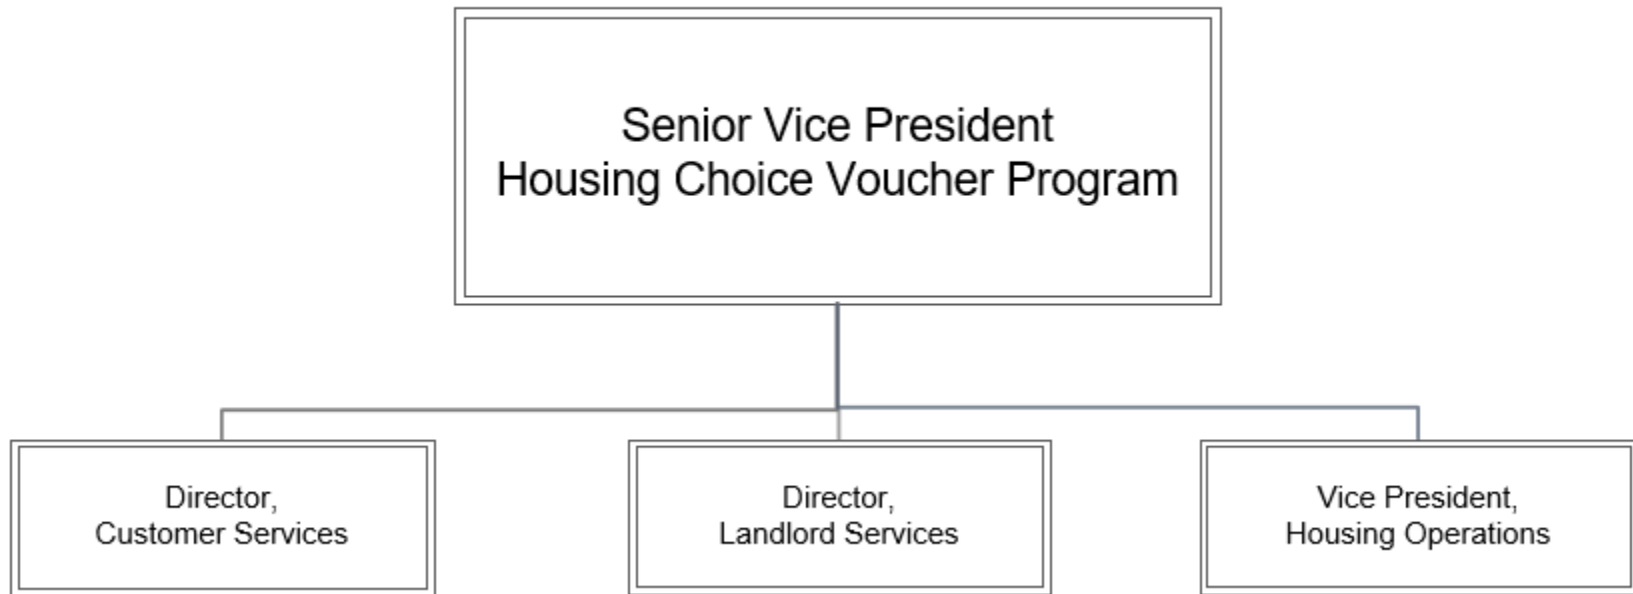 Senior Vice President
Housing Choice Voucher Program
Director,
Customer Services
Director,
Landlord Services
Vice President,
Housing Operations